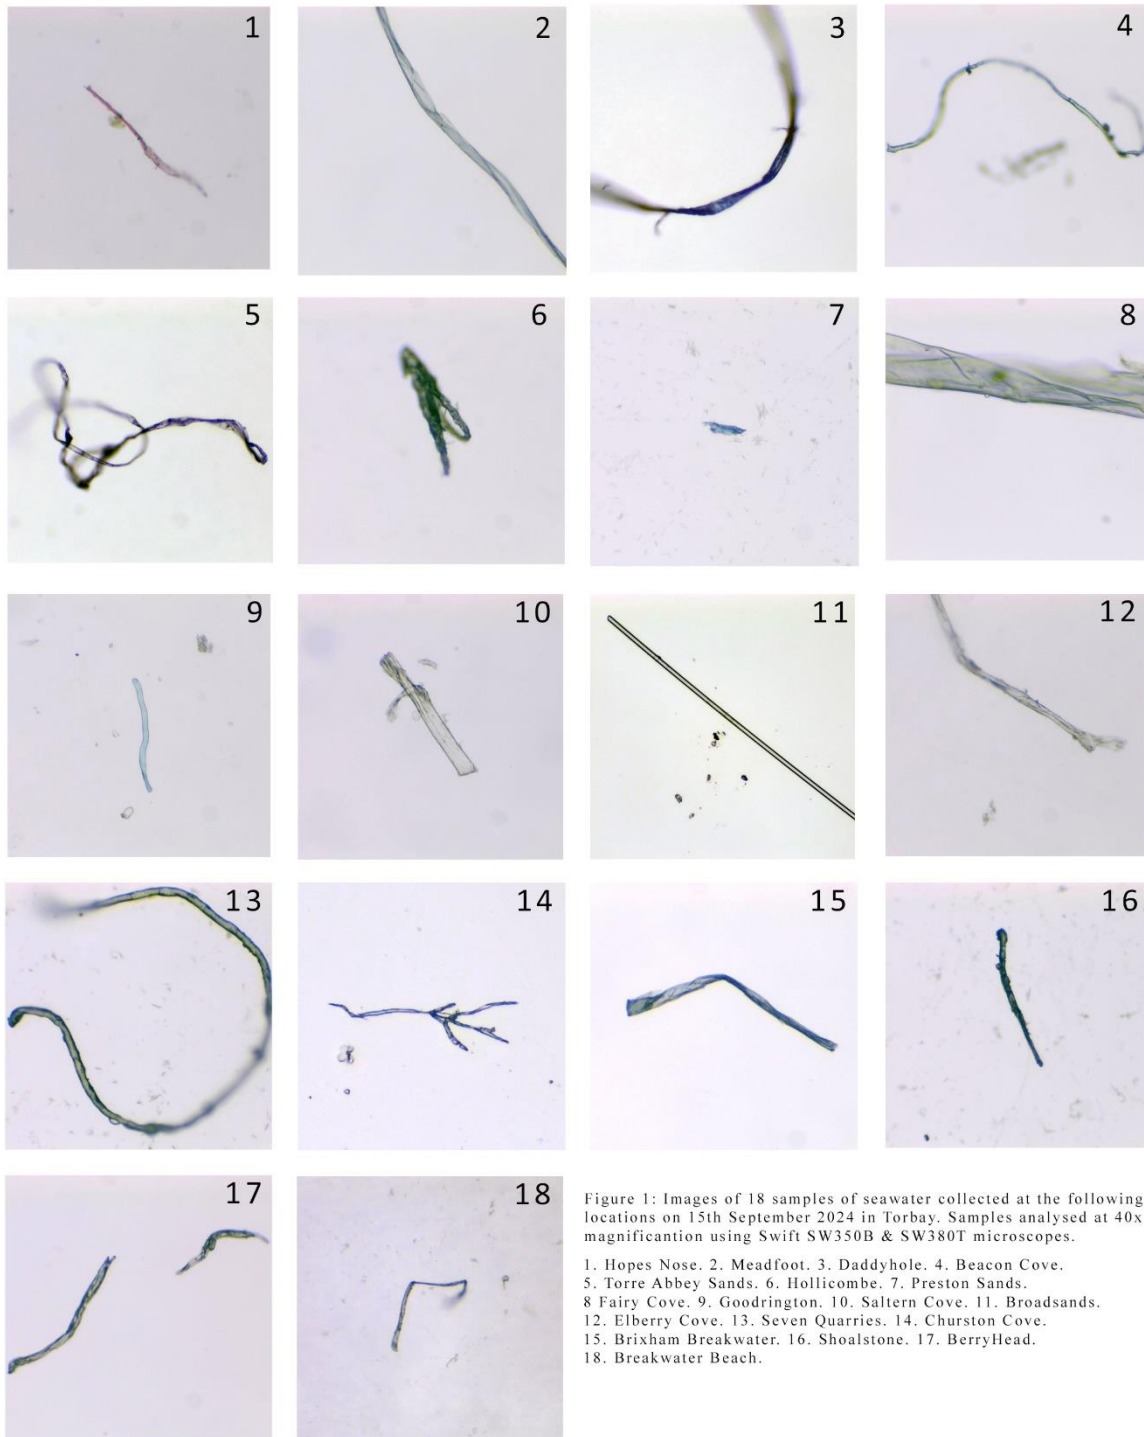 1
2
3
4
5
6
7
8
9
10
11
12
13
14
15
16
17
18
Figure 1: Images of 18 samples of seawater collected at the following
locations on 15th September 2024 in Torbay. Samples analysed at 40x
magnificantion using Swift SW350B & SW380T microscopes.
1. Hopes Nose. 2. Meadfoot. 3. Daddyhole. 4. Beacon Cove.
5. Torre Abbey Sands. 6. Hollicombe. 7. Preston Sands.
8 Fairy Cove. 9. Goodrington. 10. Saltern Cove. 11. Broadsands.
12. Elberry Cove. 13. Seven Quarries. 14. Churston Cove.
15. Brixham Breakwater. 16. Shoalstone. 17. BerryHead.
18. Breakwater Beach.